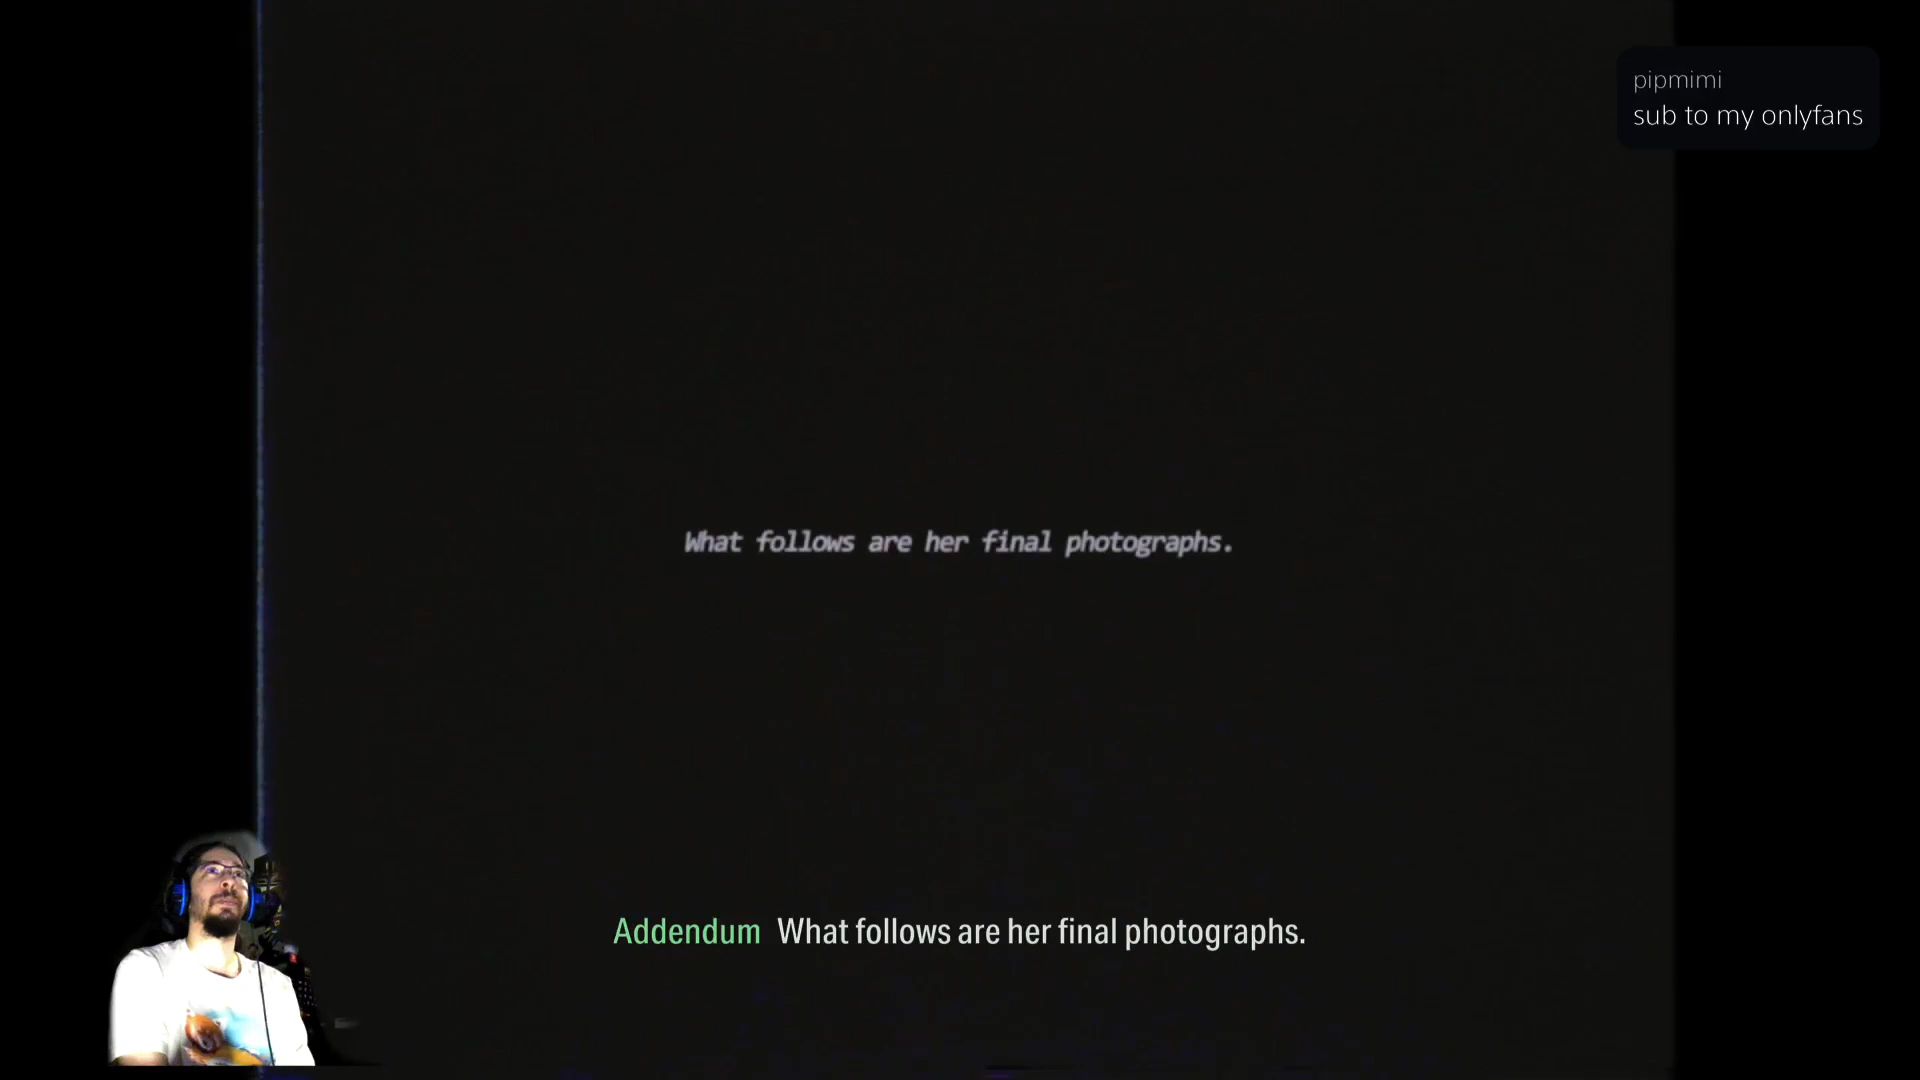 pipmimi
sub to my onlyfans
What follows are her final photographs.
Addendum What follows are her final photographs.